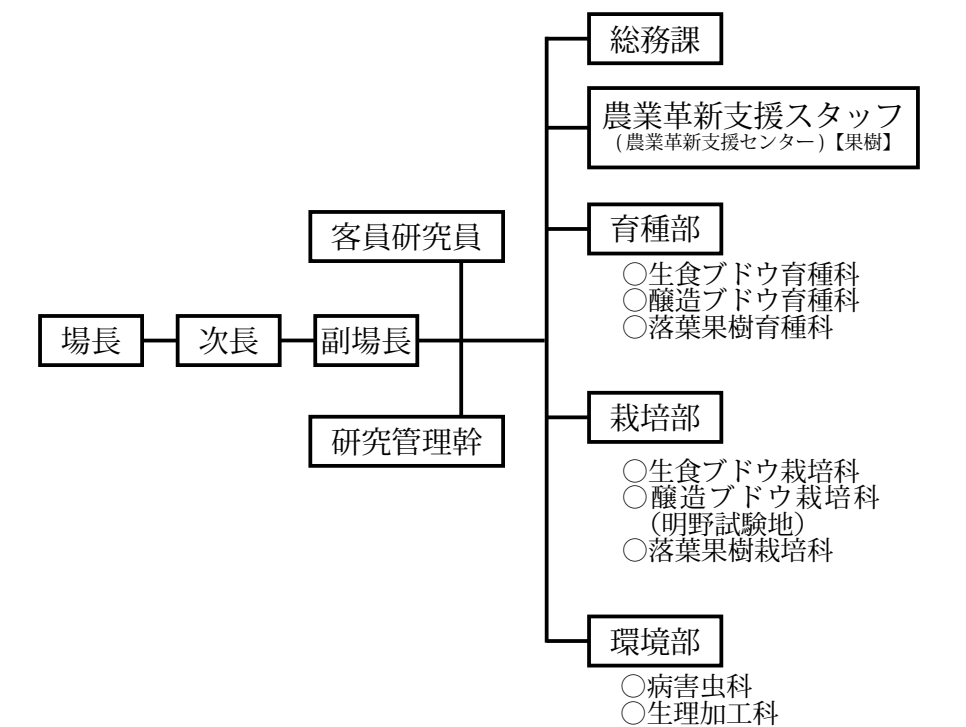 総務課
農業革新支援スタッフ
(農業革新支援センター)【果樹】
育種部
○生食ブドウ育種科
○醸造ブドウ育種科
○落葉果樹育種科
客員研究員
場長
次長
副場長
研究管理幹
栽培部
○生食ブドウ栽培科
○醸造ブドウ栽培科
（明野試験地）
○落葉果樹栽培科
環境部
○病害虫科
○生理加工科